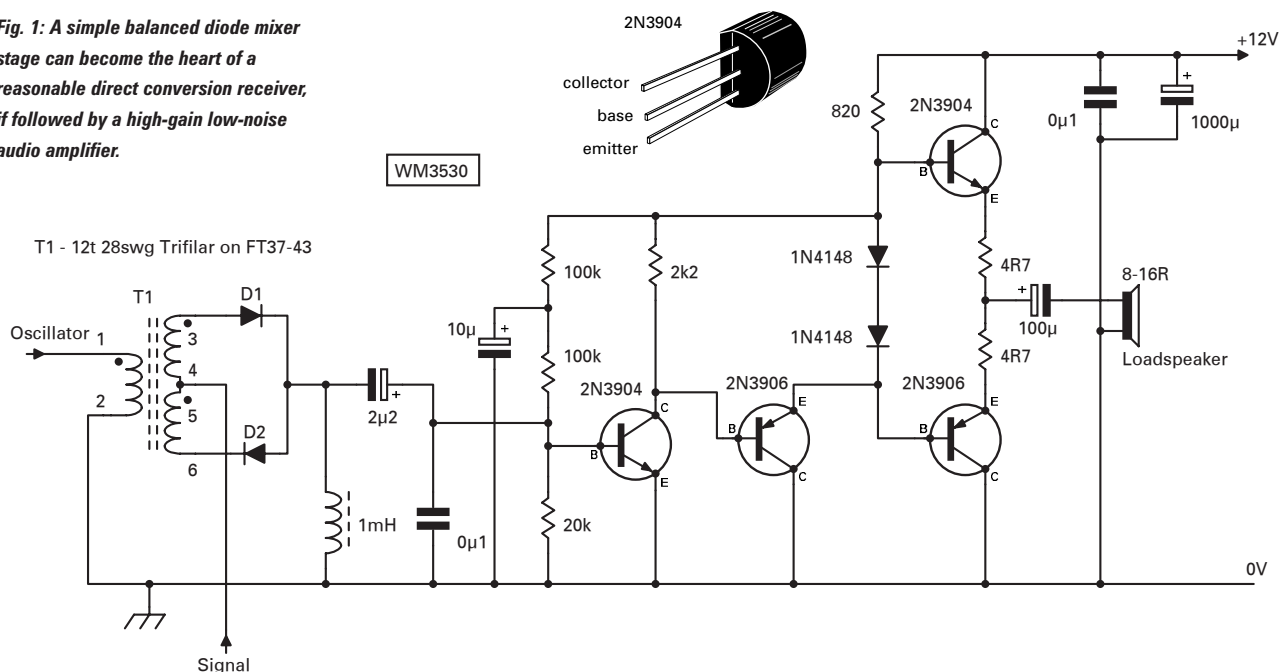 Fig. 1: A simple balanced diode mixer
stage can become the heart of a
reasonable direct conversion receiver,
if followed by a high-gain low-noise
audio amplifier.
2N3904
collector
base
emitter
WM3530
T1 - 12t 28swg Trifilar on FT37-43
+12V
820
2N3904
C
B
E
0µ1
+
1000µ
T1
D1
Oscillator
1
2
3
4
5
6
D2
2µ2
+
1mH
0µ1
10µ
+
100k
100k
20k
2k2
2N3904
C
B
E
2N3906
E
B
C
1N4148
1N4148
4R7
4R7
+
100µ
8-16R
Loadspeaker
2N3906
E
B
C
0V
Signal